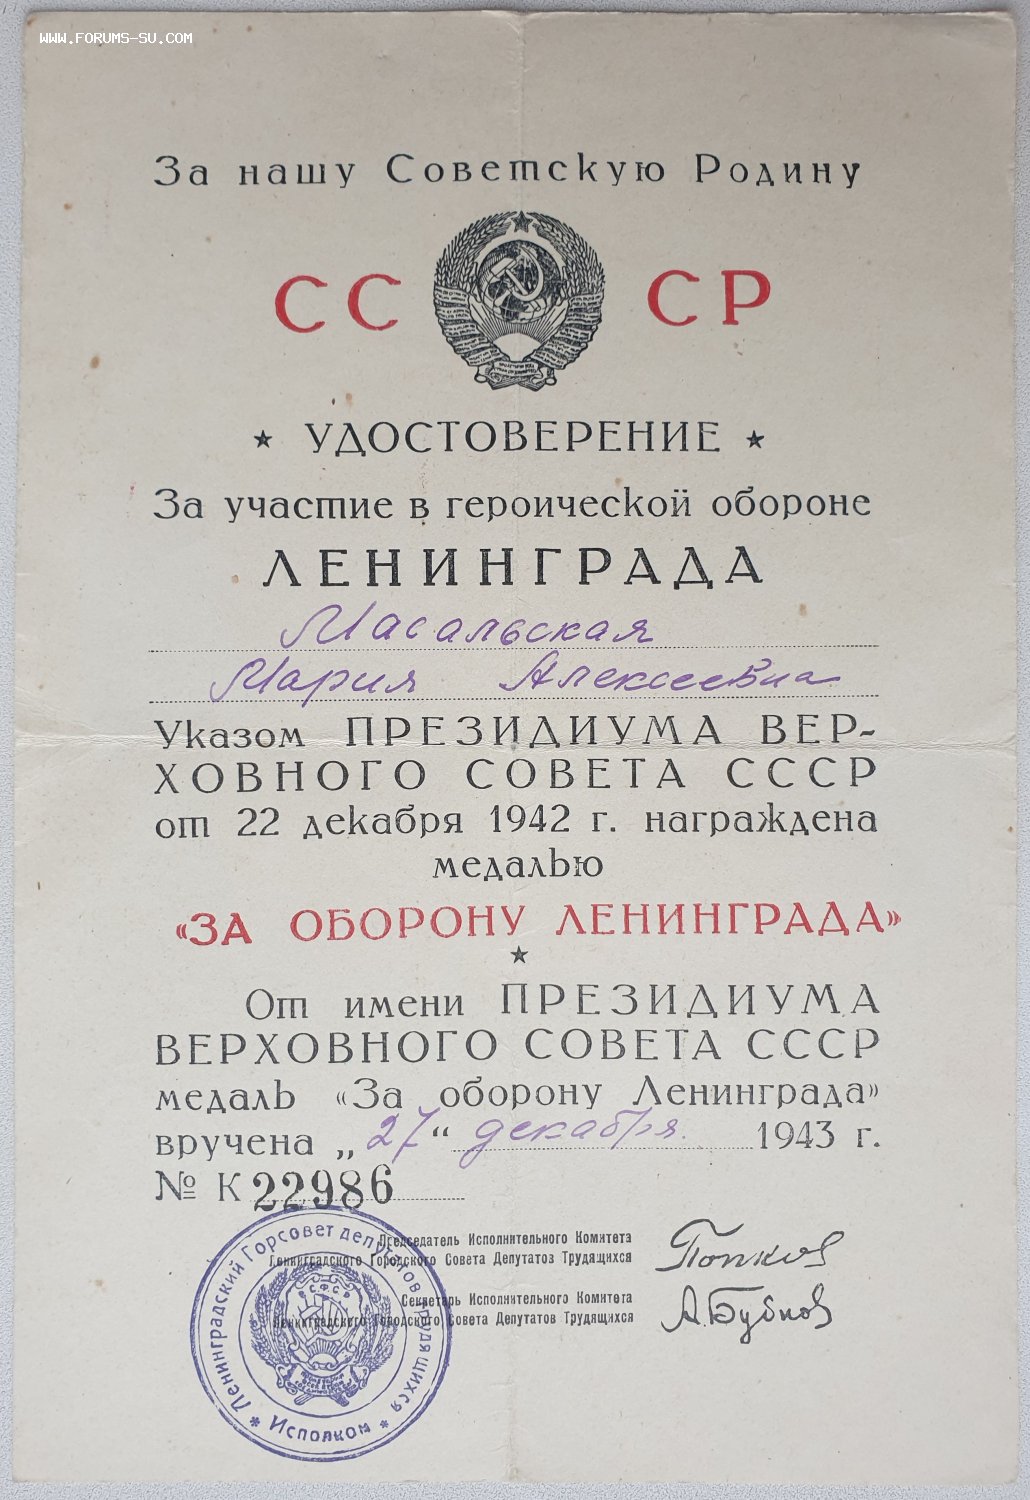 WWW.FORUMS-SU.COM
За нашу Советскую Родину
СС СР
★ УДОСТОВЕРЕНИЕ ★
За участие в героической обороне
ЛЕНИНГРАДА
Масальская
Мария Алексеевна
Указом ПРЕЗИДИУМА ВЕР-
ХОВНОГО СОВЕТА СССР
от 22 декабря 1942 г. награждена
медалью
«ЗА ОБОРОНУ ЛЕНИНГРАДА»
★
От имени ПРЕЗИДИУМА
ВЕРХОВНОГО СОВЕТА СССР
медаль «За оборону Ленинграда»
вручена „27“ декабря 1943 г.
№ К 22986
Председатель Исполнительного Комитета
Ленинградского Городского Совета Депутатов Трудящихся
Попков
Секретарь Исполнительного Комитета
Ленинградского Городского Совета Депутатов Трудящихся
А. Бубнов
Ленинградский Горсовет депутатов трудящихся
* Исполком *
Р.С.Ф.С.Р